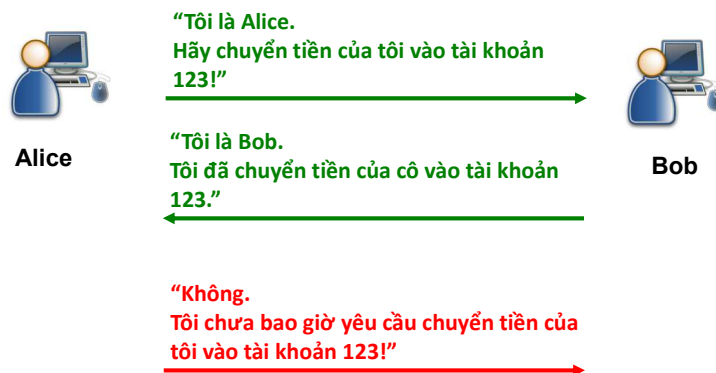 “Tôi là Alice.
Hãy chuyển tiền của tôi vào tài khoản
123!”
Alice
“Tôi là Bob.
Tôi đã chuyển tiền của cô vào tài khoản
123.”
Bob
“Không.
Tôi chưa bao giờ yêu cầu chuyển tiền của
tôi vào tài khoản 123!”